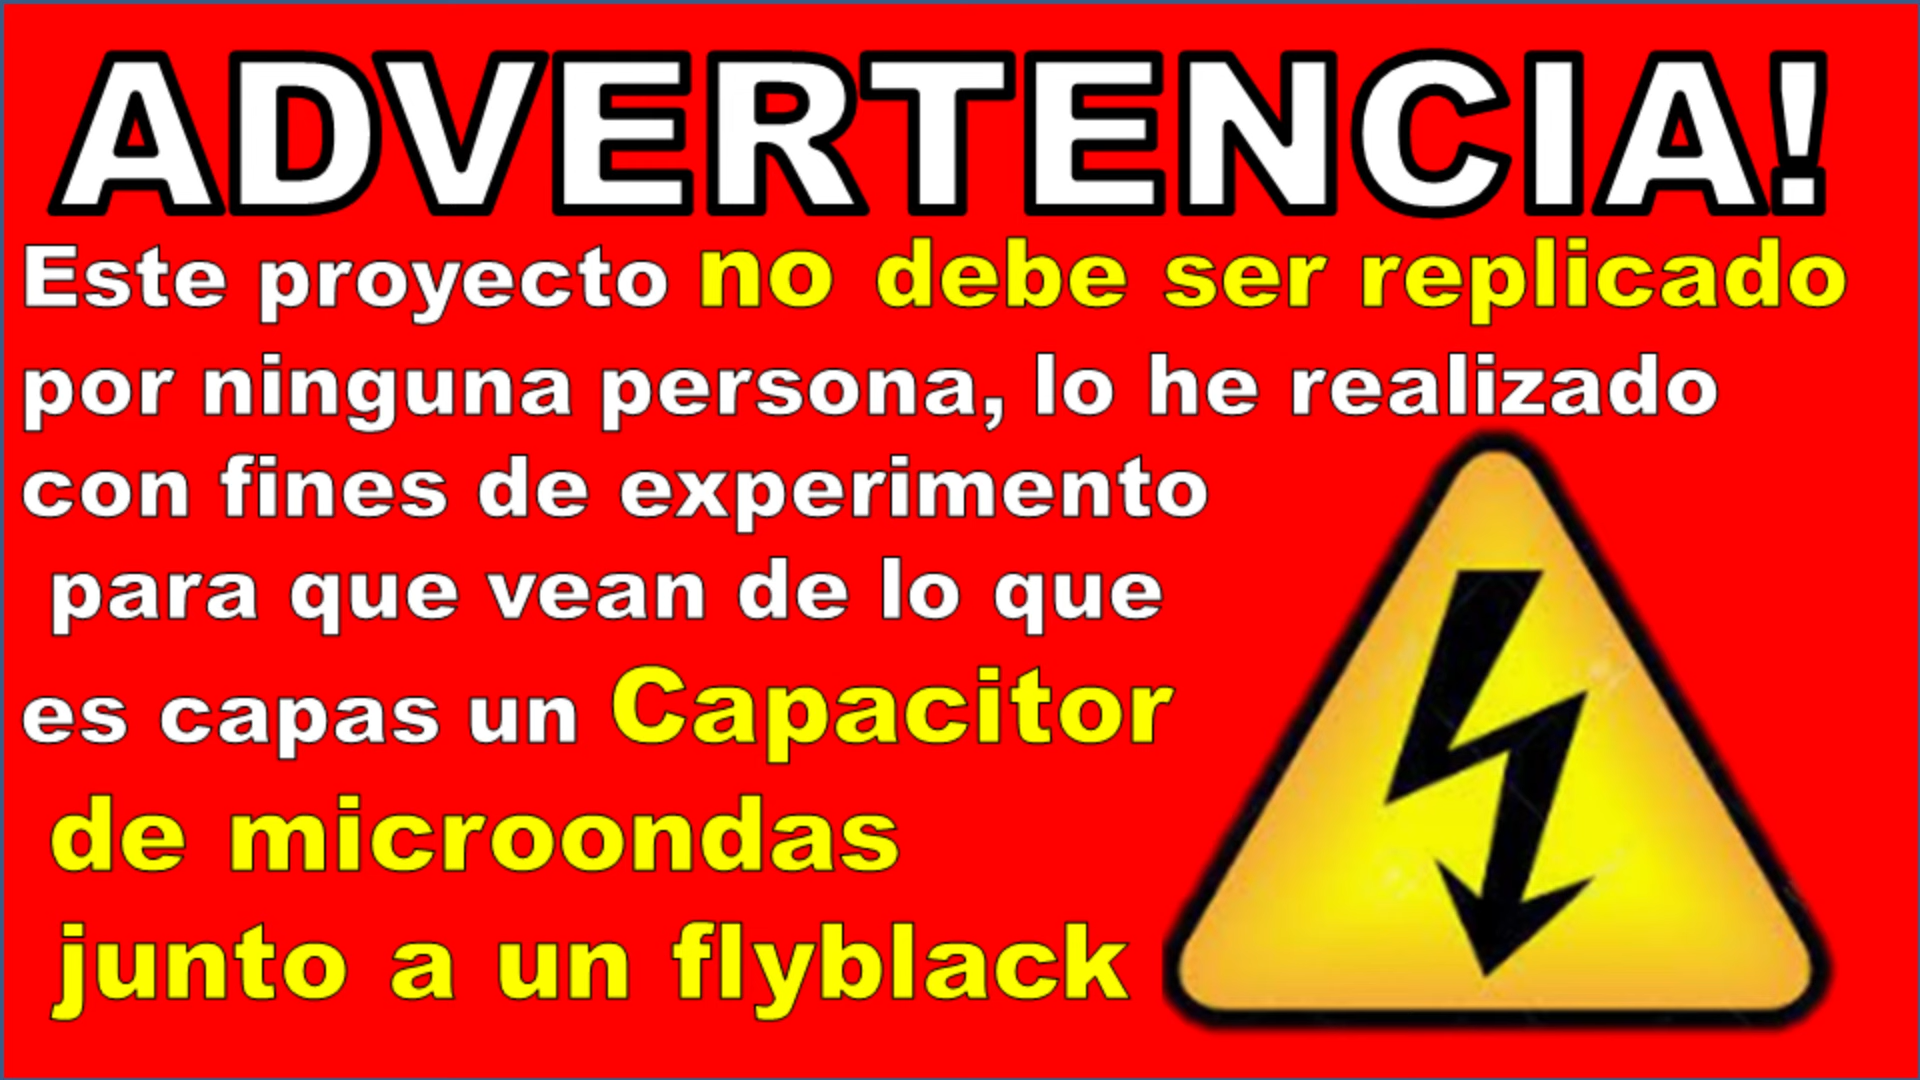 ADVERTENCIA!
Este proyecto no debe ser replicado
por ninguna persona, lo he realizado
con fines de experimento
para que vean de lo que
es capas un Capacitor
de microondas
junto a un flyblack